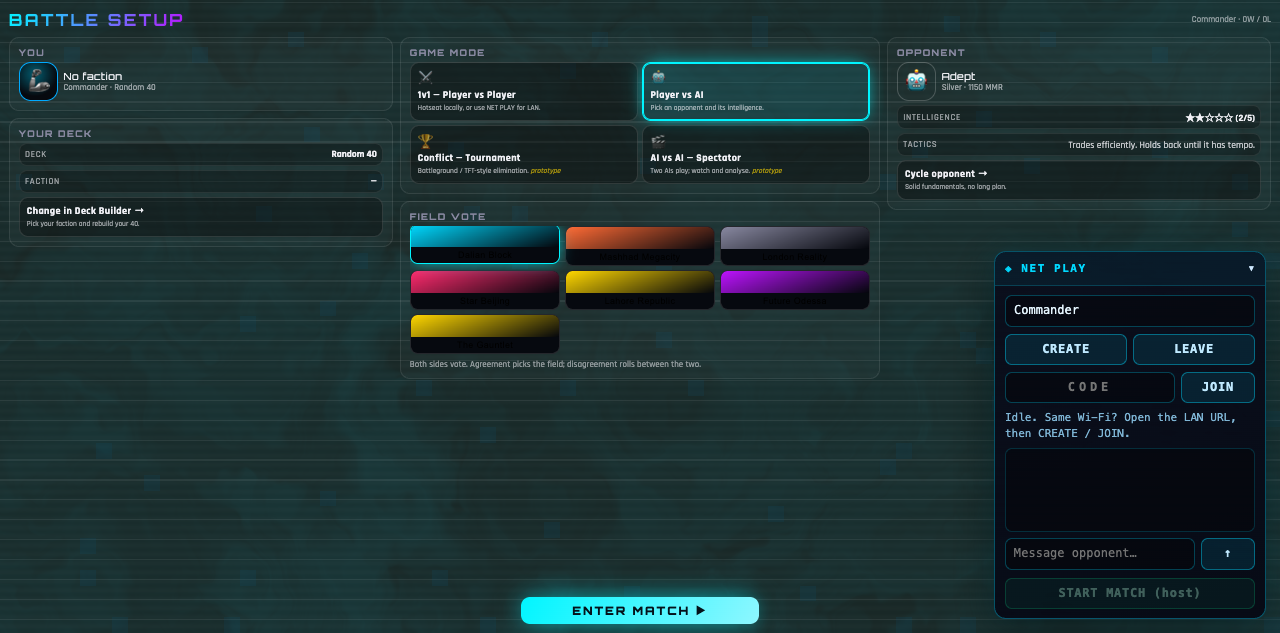 BATTLE SETUP
Commander · 0W / 0L
YOU
No faction
Commander · Random 40
YOUR DECK
DECK
Random 40
FACTION
—
Change in Deck Builder →
Pick your faction and rebuild your 40.
GAME MODE
1v1 — Player vs Player
Hotseat locally, or use NET PLAY for LAN.
Player vs AI
Pick an opponent and its intelligence.
Conflict — Tournament
Battleground / TFT-style elimination. prototype
AI vs AI — Spectator
Two AIs play; watch and analyse. prototype
FIELD VOTE
Both sides vote. Agreement picks the field; disagreement rolls between the two.
OPPONENT
Adept
Silver · 1150 MMR
INTELLIGENCE
★★☆☆☆ (2/5)
TACTICS
Trades efficiently. Holds back until it has tempo.
Cycle opponent →
Solid fundamentals, no long plan.
◆ NET PLAY ▾
Commander
CREATE
LEAVE
CODE
JOIN
Idle. Same Wi-Fi? Open the LAN URL,
then CREATE / JOIN.
Message opponent…
↑
START MATCH (host)
ENTER MATCH ▶